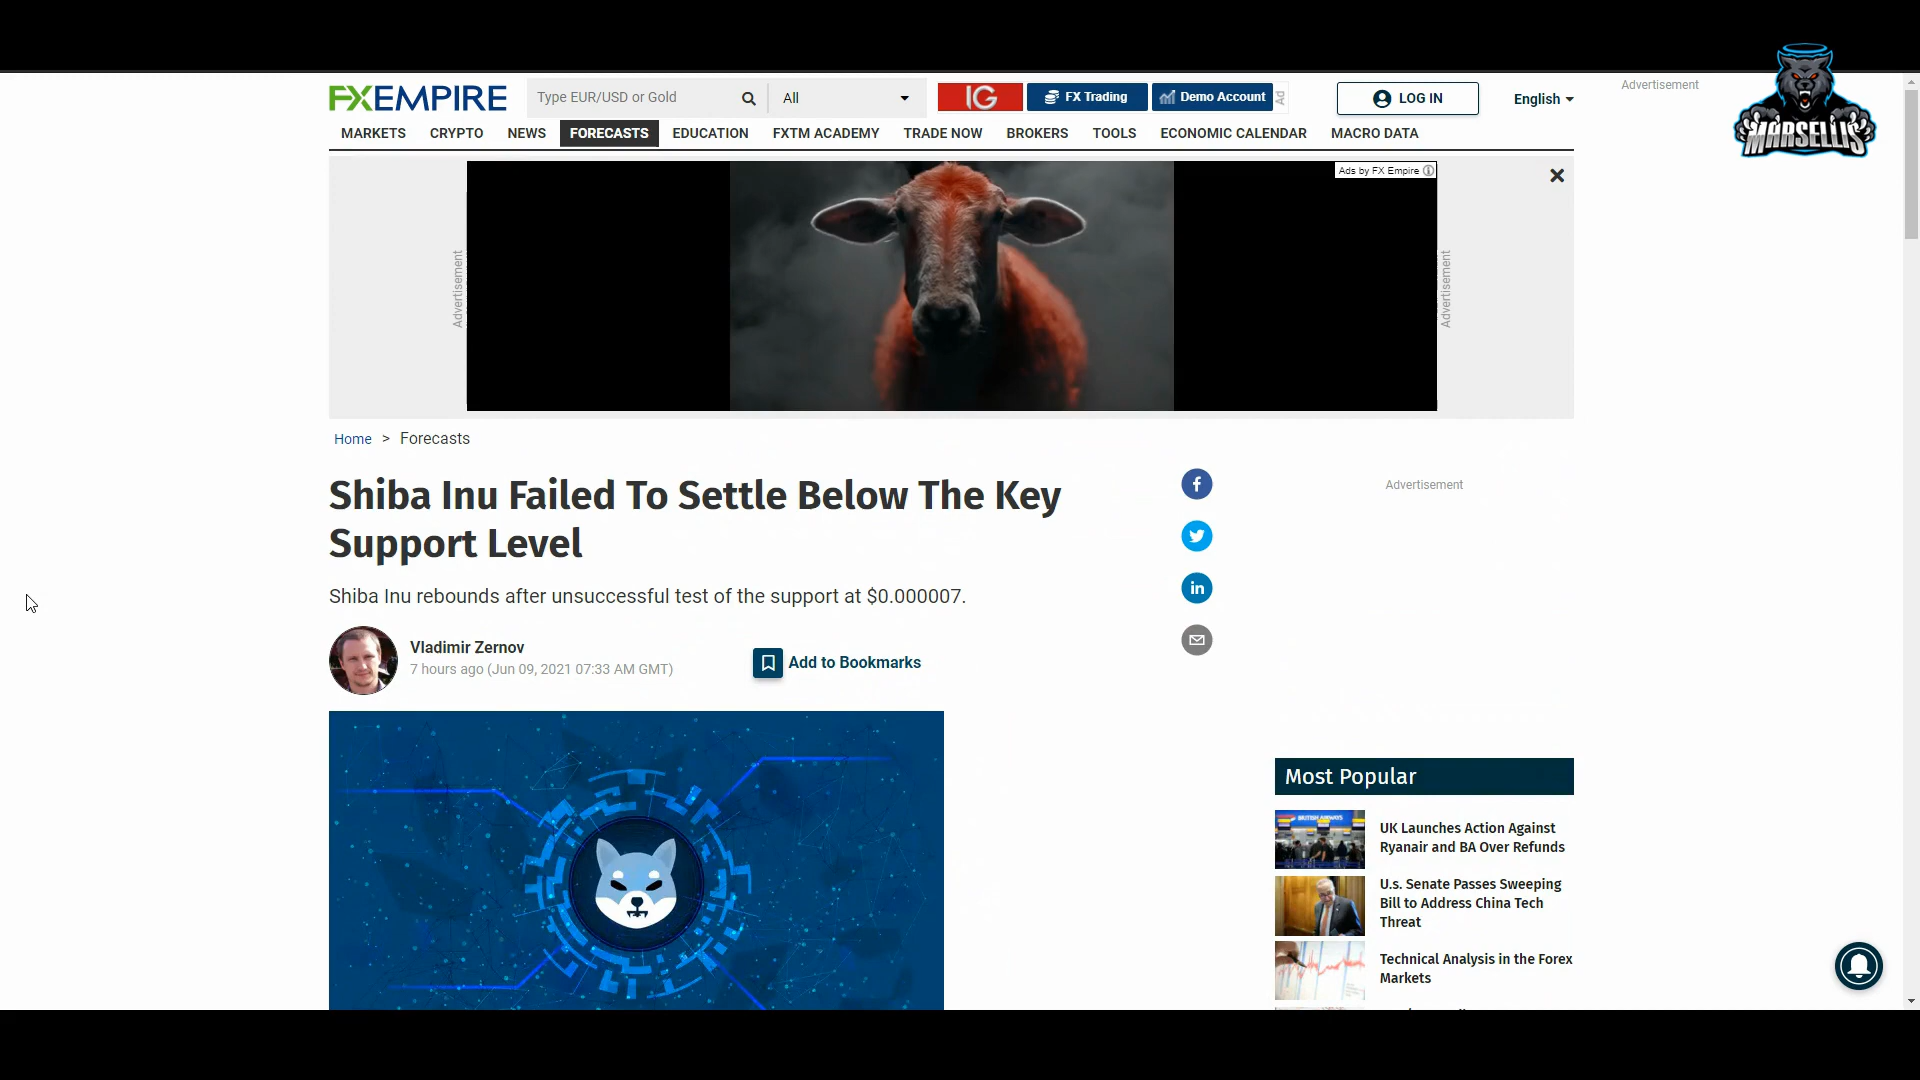 FXEMPIRE
Type EUR/USD or Gold
All
IG
FX Trading
Demo Account
Ad
LOG IN
English
Advertisement
MARSELLIS
MARKETS CRYPTO NEWS FORECASTS EDUCATION FXTM ACADEMY TRADE NOW BROKERS TOOLS ECONOMIC CALENDAR MACRO DATA
Ads by FX Empire
Advertisement
Advertisement
Home > Forecasts
Shiba Inu Failed To Settle Below The Key
Support Level
Shiba Inu rebounds after unsuccessful test of the support at $0.000007.
Vladimir Zernov
7 hours ago (Jun 09, 2021 07:33 AM GMT)
Add to Bookmarks
Advertisement
Most Popular
BRITISH AIRWAYS
UK Launches Action Against
Ryanair and BA Over Refunds
U.s. Senate Passes Sweeping
Bill to Address China Tech
Threat
Technical Analysis in the Forex
Markets